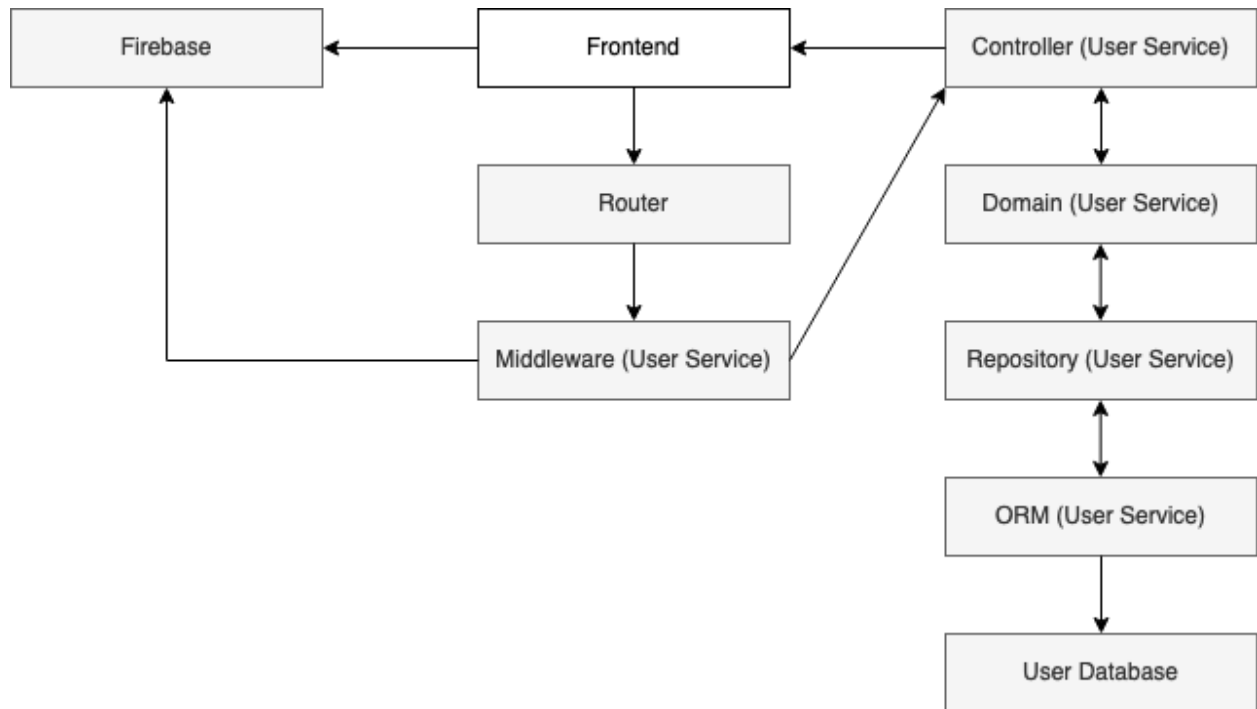 Firebase
Frontend
Controller (User Service)
Router
Domain (User Service)
Middleware (User Service)
Repository (User Service)
ORM (User Service)
User Database